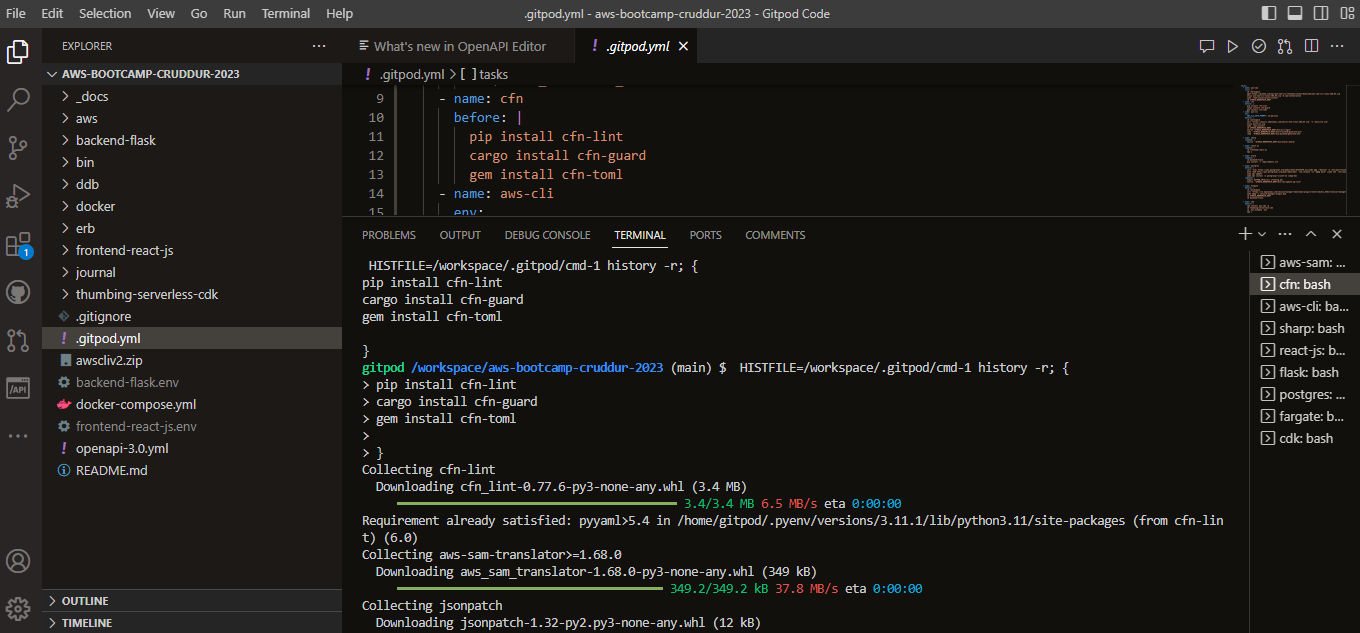 File Edit Selection View Go Run Terminal Help .gitpod.yml - aws-bootcamp-cruddur-2023 - Gitpod Code
EXPLORER ...
AWS-BOOTCAMP-CRUDDUR-2023
_docs
aws
backend-flask
bin
ddb
docker
erb
frontend-react-js
journal
thumbing-serverless-cdk
.gitignore
! .gitpod.yml
awscliv2.zip
backend-flask.env
docker-compose.yml
frontend-react-js.env
! openapi-3.0.yml
README.md
OUTLINE
TIMELINE
1
/API
What's new in OpenAPI Editor ! .gitpod.yml
! .gitpod.yml > [ ] tasks
9 - name: cfn
10 before: |
11 pip install cfn-lint
12 cargo install cfn-guard
13 gem install cfn-toml
14 - name: aws-cli
15 env:
PROBLEMS OUTPUT DEBUG CONSOLE TERMINAL PORTS COMMENTS
HISTFILE=/workspace/.gitpod/cmd-1 history -r; {
pip install cfn-lint
cargo install cfn-guard
gem install cfn-toml
}
gitpod /workspace/aws-bootcamp-cruddur-2023 (main) $ HISTFILE=/workspace/.gitpod/cmd-1 history -r; {
> pip install cfn-lint
> cargo install cfn-guard
> gem install cfn-toml
>
> }
Collecting cfn-lint
Downloading cfn_lint-0.77.6-py3-none-any.whl (3.4 MB)
3.4/3.4 MB 6.5 MB/s eta 0:00:00
Requirement already satisfied: pyyaml>5.4 in /home/gitpod/.pyenv/versions/3.11.1/lib/python3.11/site-packages (from cfn-lin
t) (6.0)
Collecting aws-sam-translator>=1.68.0
Downloading aws_sam_translator-1.68.0-py3-none-any.whl (349 kB)
349.2/349.2 kB 37.8 MB/s eta 0:00:00
Collecting jsonpatch
Downloading jsonpatch-1.32-py2.py3-none-any.whl (12 kB)
aws-sam: ...
cfn: bash
aws-cli: ba...
sharp: bash
react-js: b...
flask: bash
postgres: ...
fargate: b...
cdk: bash